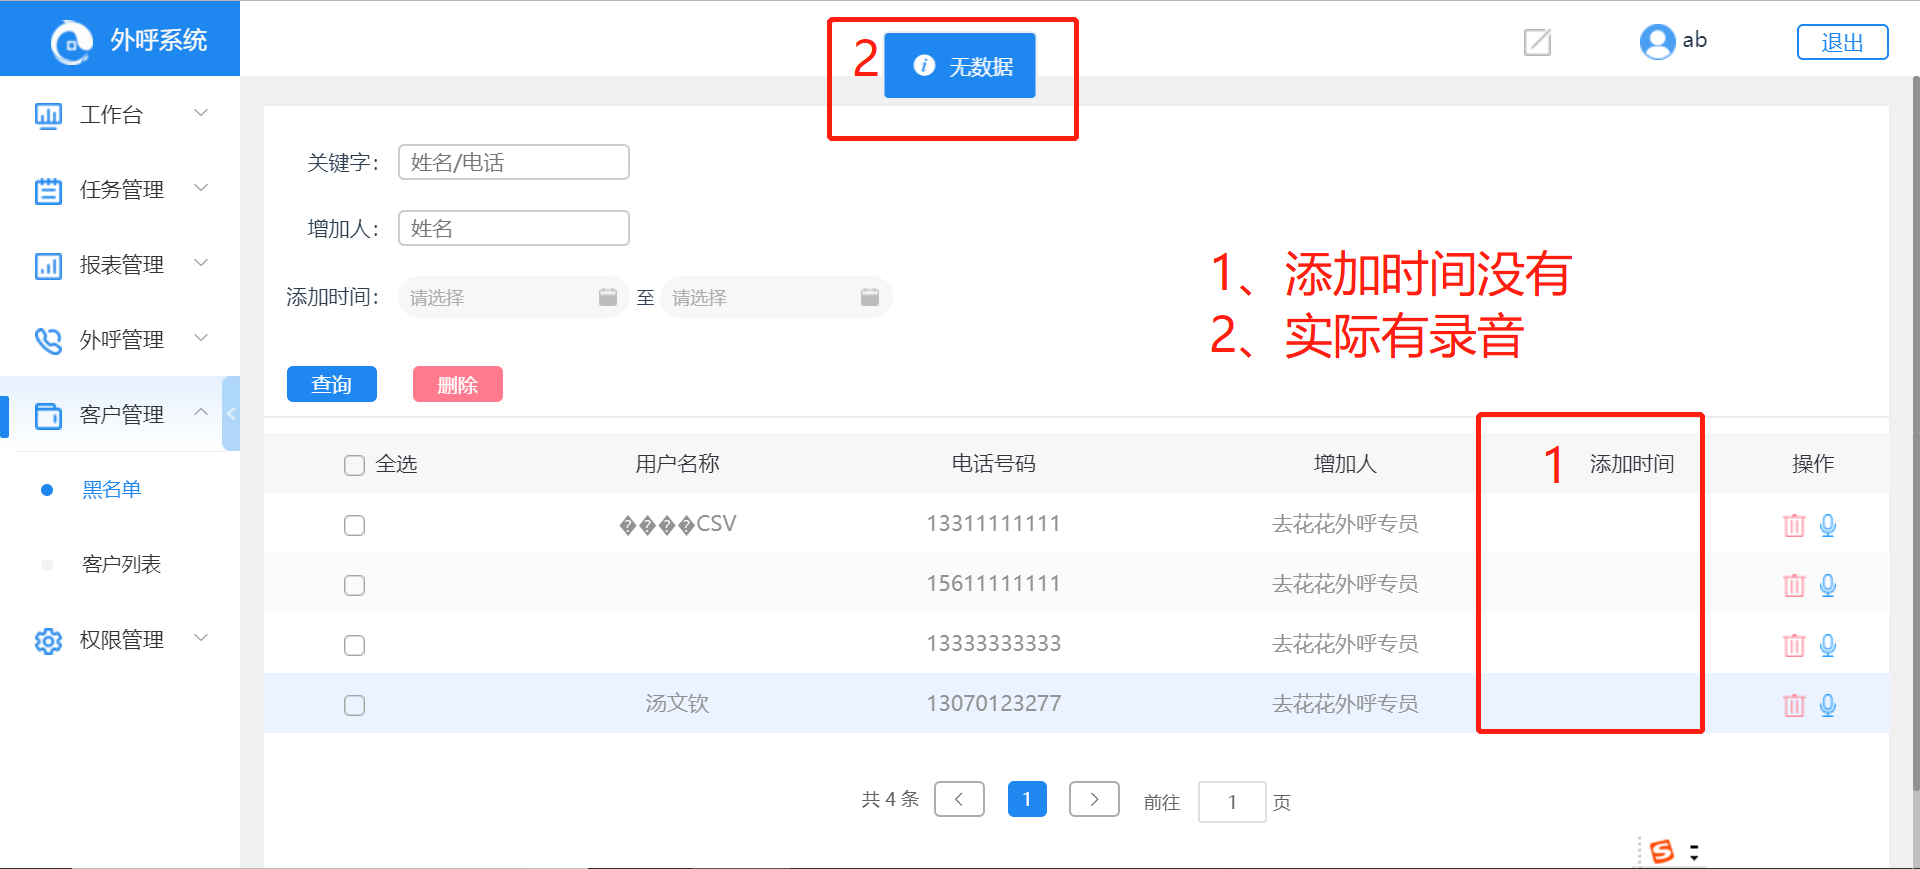 外呼系统
2
无数据
ab
退出
工作台
任务管理
报表管理
外呼管理
客户管理
黑名单
客户列表
权限管理
关键字：
姓名/电话
增加人：
姓名
添加时间：
请选择
至
请选择
查询
删除
1、添加时间没有
2、实际有录音
全选
用户名称
电话号码
增加人
1
添加时间
操作
����CSV
13311111111
去花花外呼专员
15611111111
去花花外呼专员
13333333333
去花花外呼专员
汤文钦
13070123277
去花花外呼专员
共 4 条
1
前往
1
页